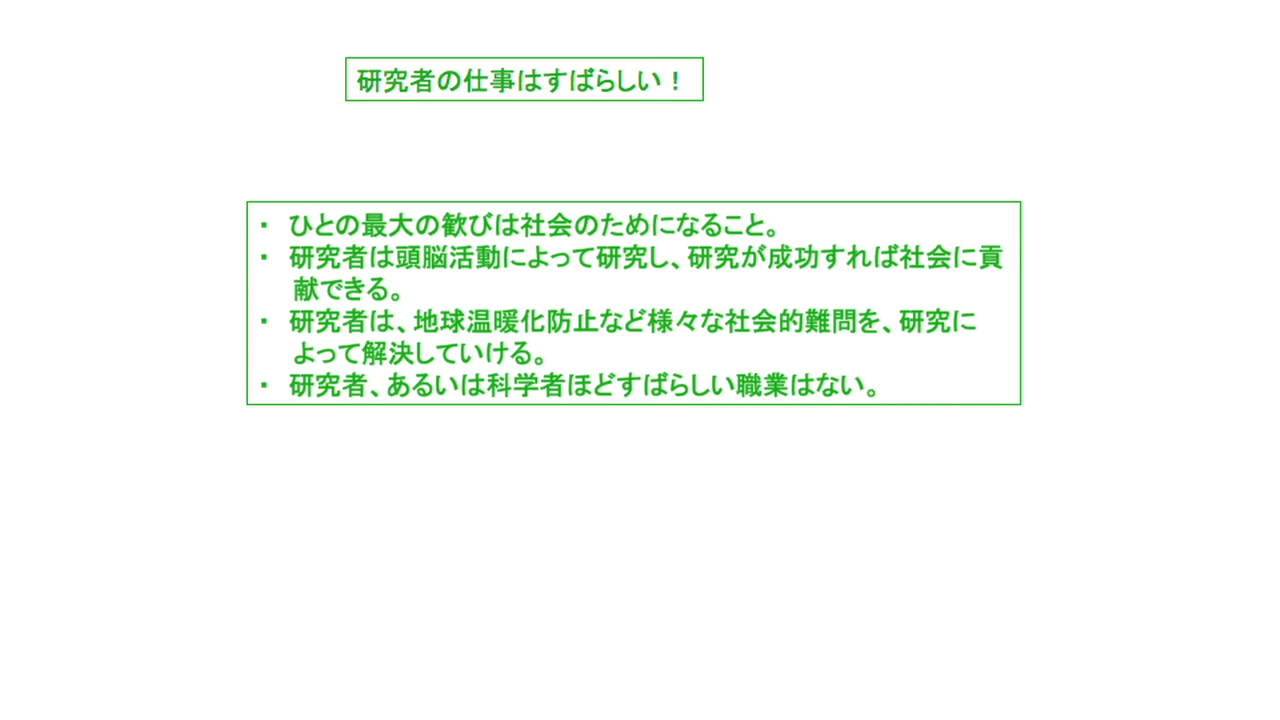 研究者の仕事はすばらしい！
・ ひとの最大の歓びは社会のためになること。
・ 研究者は頭脳活動によって研究し、研究が成功すれば社会に貢
献できる。
・ 研究者は、地球温暖化防止など様々な社会的難問を、研究に
よって解決していける。
・ 研究者、あるいは科学者ほどすばらしい職業はない。